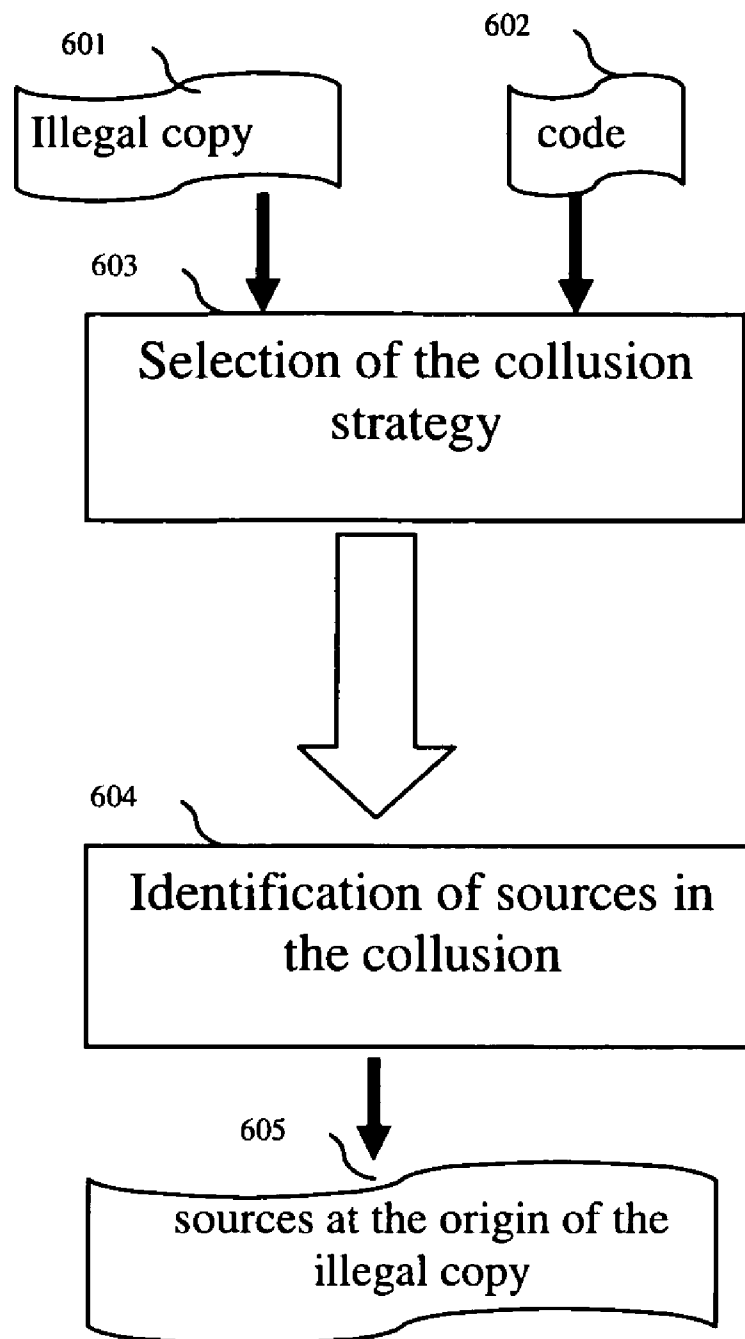 601
602
Illegal copy
code
603
Selection of the collusion
strategy
604
Identification of sources in
the collusion
605
sources at the origin of the
illegal copy